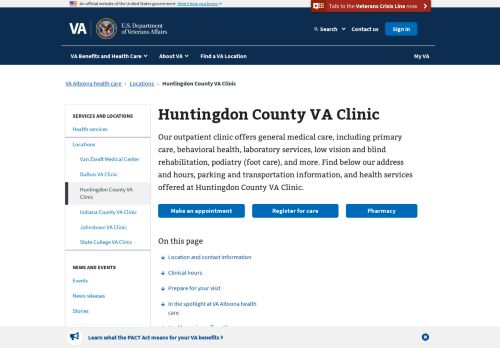 An official website of the United States government Here's how you know
Talk to the Veterans Crisis Line now
VA
U.S. Department
of Veterans Affairs
Search
Contact us
Sign in
VA Benefits and Health Care
About VA
Find a VA Location
My VA
VA Altoona health care › Locations › Huntingdon County VA Clinic
SERVICES AND LOCATIONS
Health services
Locations
Van Zandt Medical Center
DuBois VA Clinic
Huntingdon County VA
Clinic
Indiana County VA Clinic
Johnstown VA Clinic
State College VA Clinic
NEWS AND EVENTS
Events
News releases
Stories
Huntingdon County VA Clinic
Our outpatient clinic offers general medical care, including primary
care, behavioral health, laboratory services, low vision and blind
rehabilitation, podiatry (foot care), and more. Find below our address
and hours, parking and transportation information, and health services
offered at Huntingdon County VA Clinic.
Make an appointment
Register for care
Pharmacy
On this page
Location and contact information
Clinical hours
Prepare for your visit
In the spotlight at VA Altoona health
care
Learn what the PACT Act means for your VA benefits